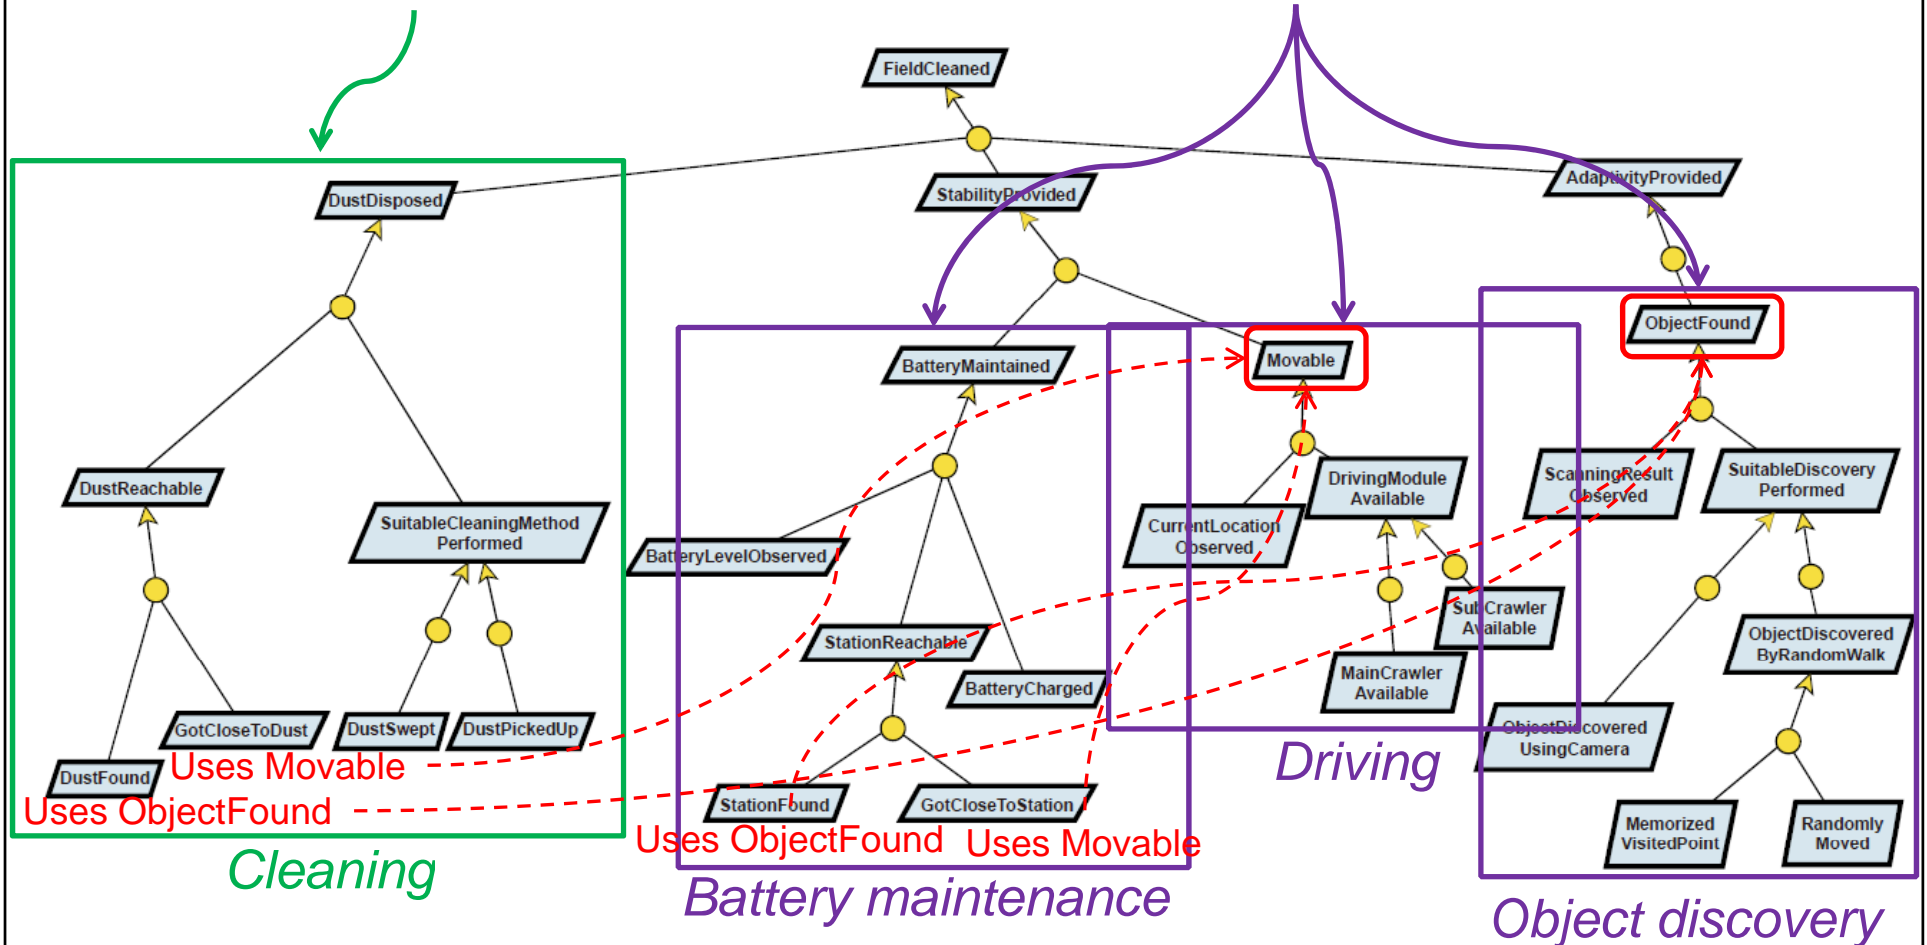 FieldCleaned
DustDisposed
StabilityProvided
AdaptivityProvided
ObjectFound
BatteryMaintained
Movable
DustReachable
SuitableCleaningMethod
Performed
BatteryLevelObserved
CurrentLocation
Observed
DrivingModule
Available
ScanningResult
Observed
SuitableDiscovery
Performed
StationReachable
BatteryCharged
SubCrawler
Available
MainCrawler
Available
ObjectDiscovered
ByRandomWalk
GotCloseToDust
DustSwept
DustPickedUp
ObjectDiscovered
UsingCamera
DustFound
Uses Movable
Uses ObjectFound
StationFound
GotCloseToStation
Uses ObjectFound
Uses Movable
Memorized
VisitedPoint
Randomly
Moved
Driving
Cleaning
Battery maintenance
Object discovery